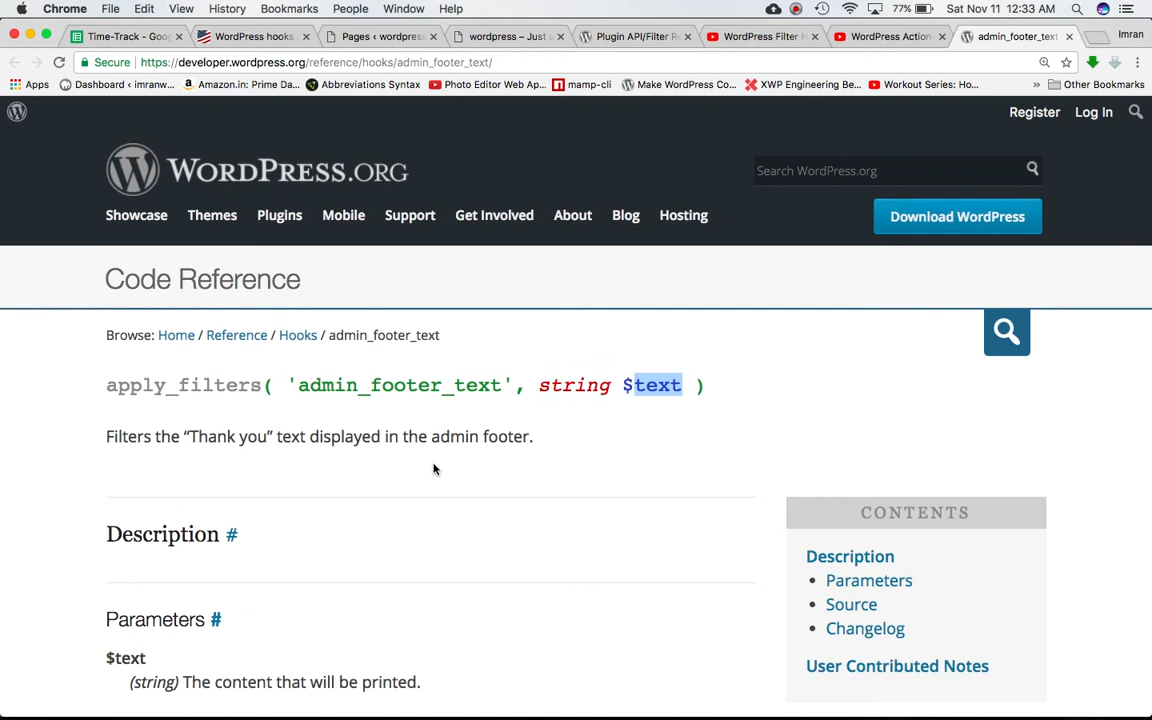 Chrome File Edit View History Bookmarks People Window Help 77% Sat Nov 11 12:33 AM
Time-Track - Goo WordPress hooks Pages ‹ wordpress wordpress – Just a Plugin API/Filter R WordPress Filter H WordPress Action admin_footer_text Imran
Secure https://developer.wordpress.org/reference/hooks/admin_footer_text/
Apps Dashboard ‹ imranw... Amazon.in: Prime Da... Abbreviations Syntax Photo Editor Web Ap... mamp-cli Make WordPress Co... XWP Engineering Be... Workout Series: Ho... » Other Bookmarks
Register Log In
WORDPRESS.ORG
Search WordPress.org
Showcase Themes Plugins Mobile Support Get Involved About Blog Hosting
Download WordPress
Code Reference
Browse: Home / Reference / Hooks / admin_footer_text
apply_filters( 'admin_footer_text', string $text )
Filters the “Thank you” text displayed in the admin footer.
Description #
Parameters #
$text
(string) The content that will be printed.
CONTENTS
Description
• Parameters
• Source
• Changelog
User Contributed Notes